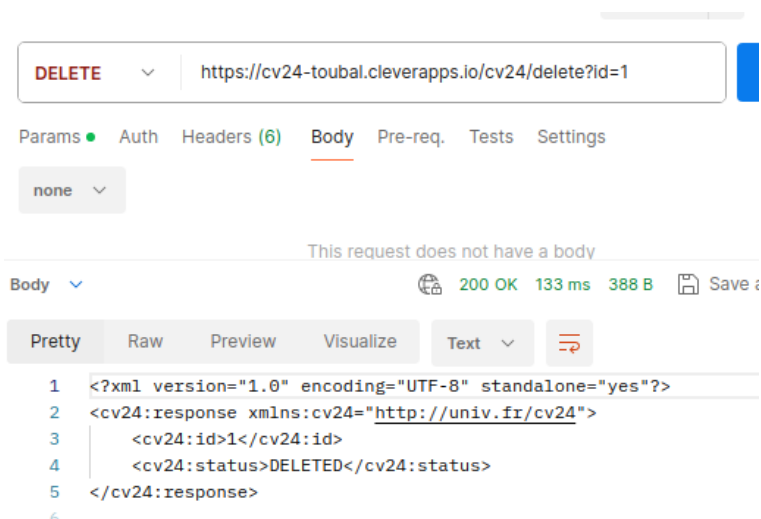 DELETE https://cv24-toubal.cleverapps.io/cv24/delete?id=1
Params Auth Headers (6) Body Pre-req. Tests Settings
none
This request does not have a body
Body 200 OK 133 ms 388 B Save a
Pretty Raw Preview Visualize Text
1 <?xml version="1.0" encoding="UTF-8" standalone="yes"?>
2 <cv24:response xmlns:cv24="http://univ.fr/cv24">
3 <cv24:id>1</cv24:id>
4 <cv24:status>DELETED</cv24:status>
5 </cv24:response>
6